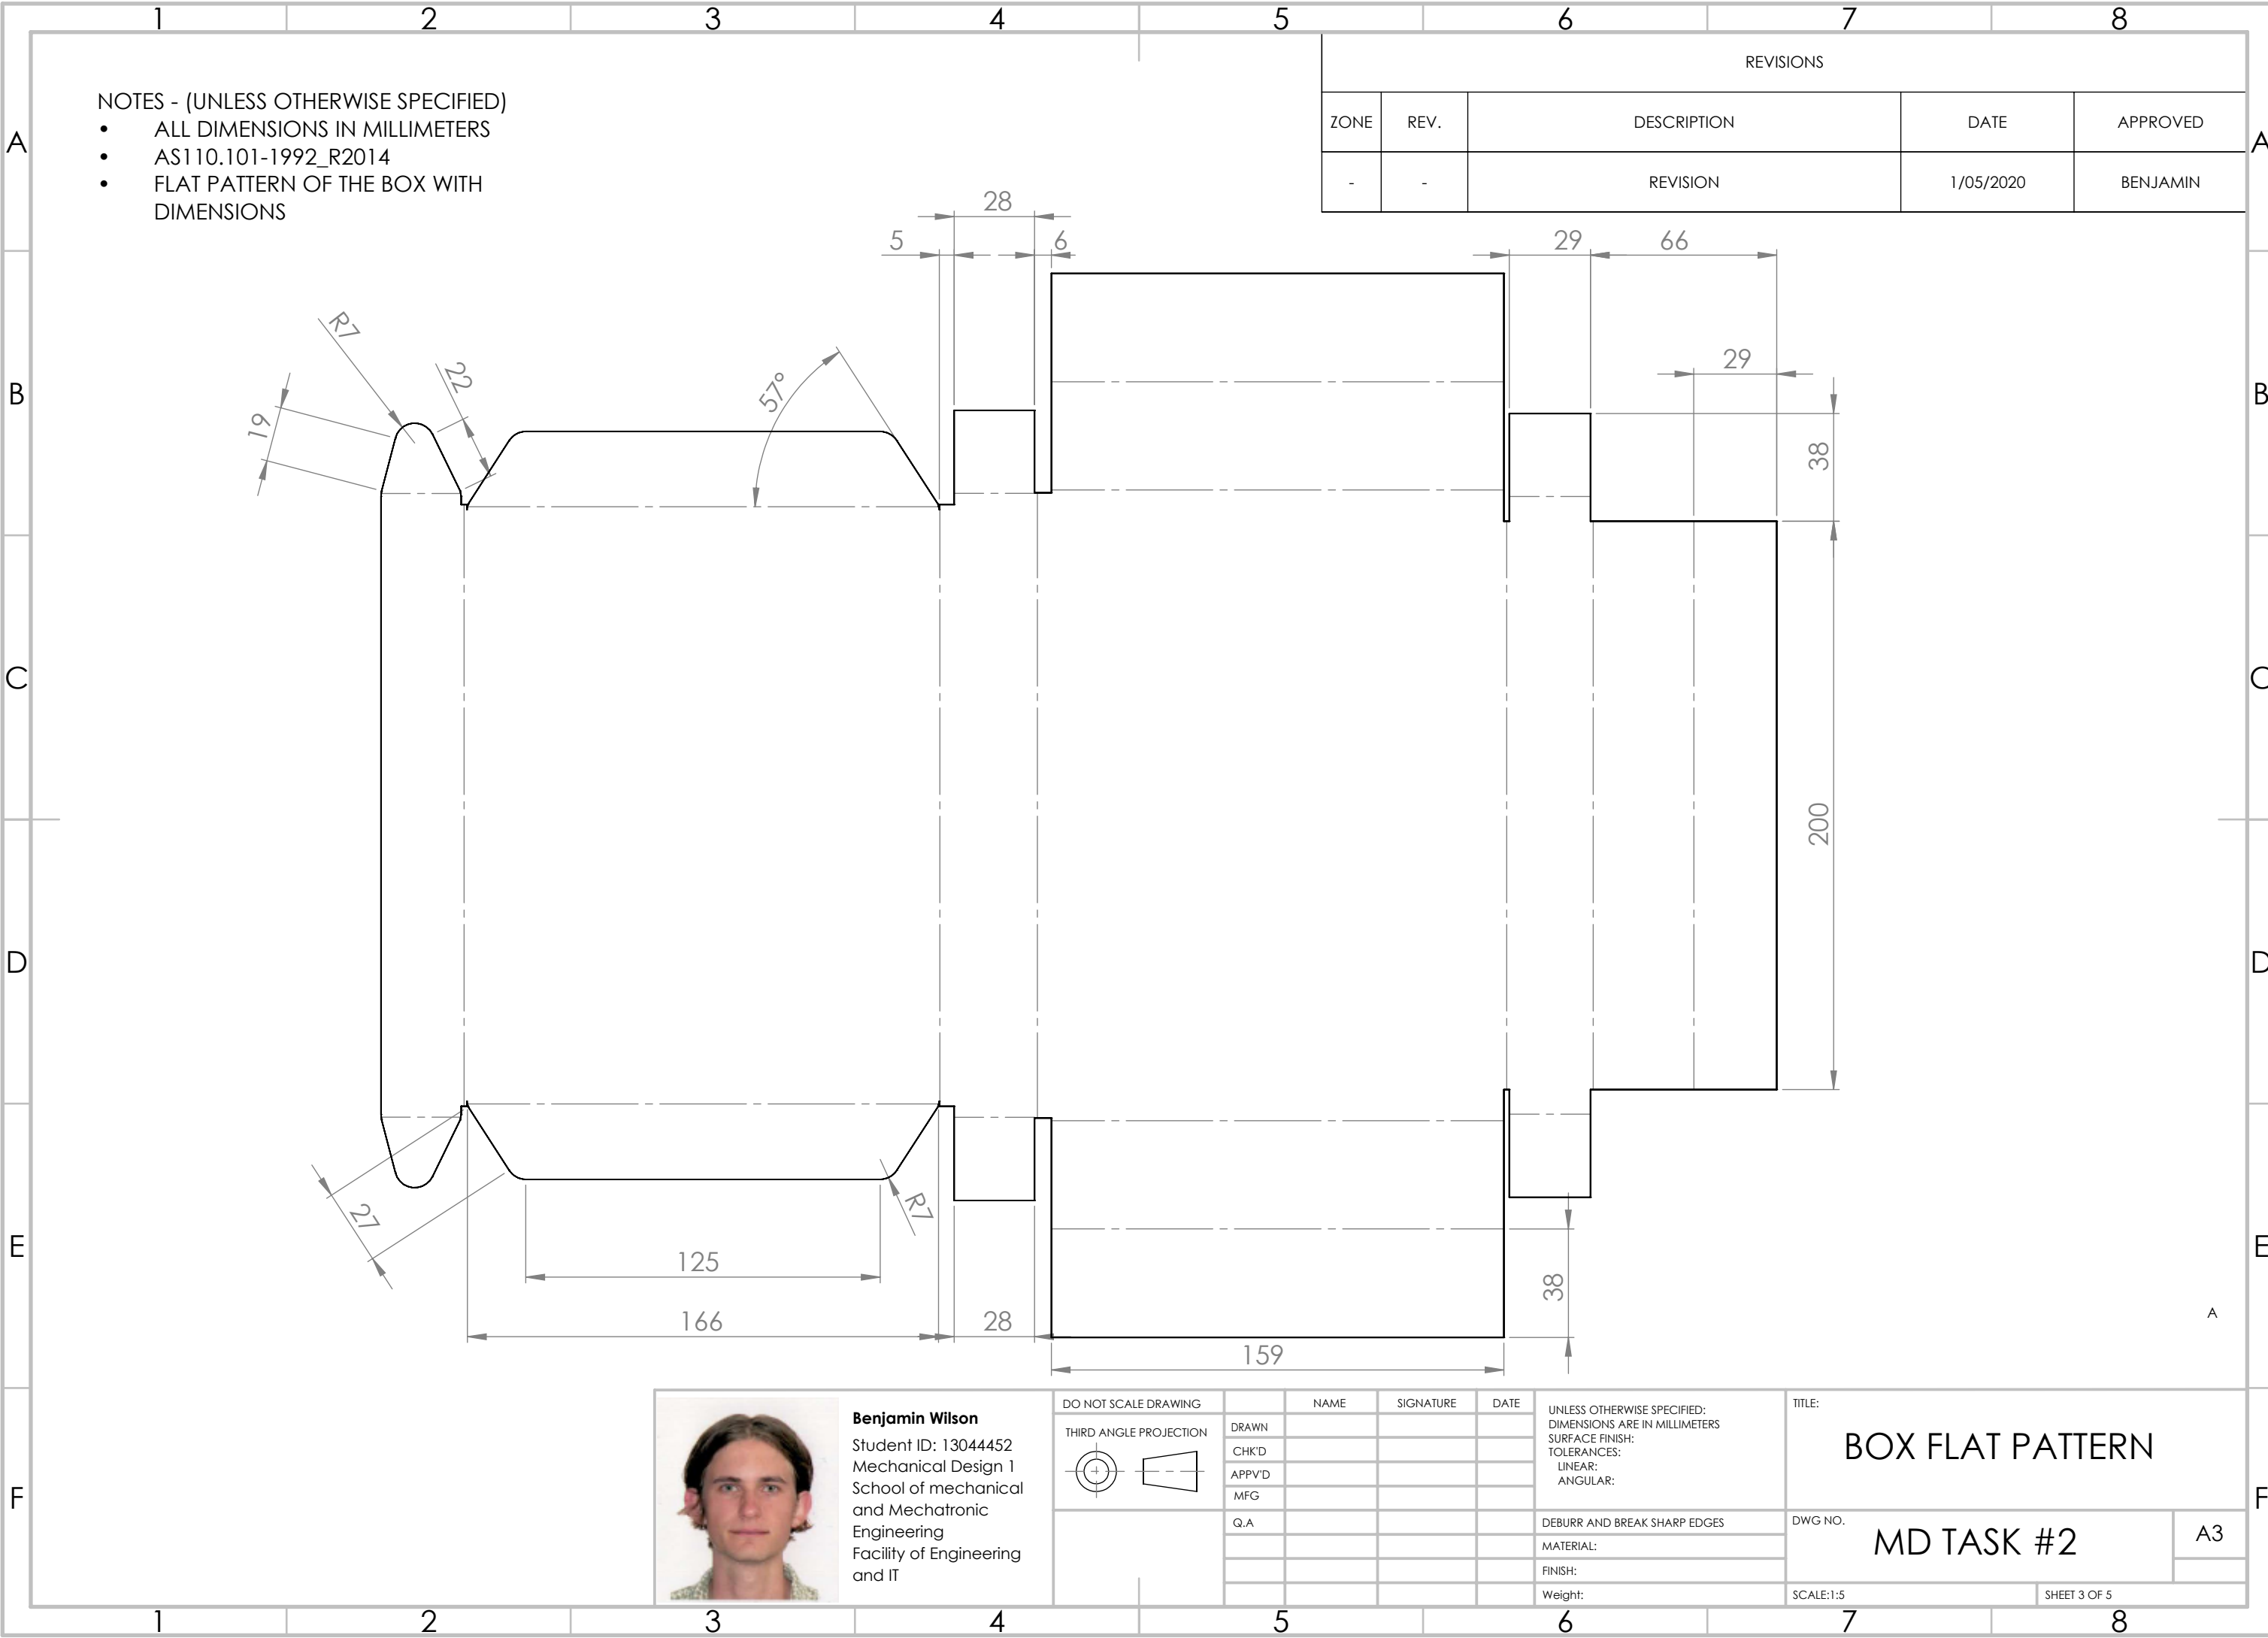 1 2 3 4 5 6 7 8
REVISIONS
ZONE REV. DESCRIPTION DATE APPROVED
- - REVISION 1/05/2020 BENJAMIN
NOTES - (UNLESS OTHERWISE SPECIFIED)
• ALL DIMENSIONS IN MILLIMETERS
• AS110.101-1992_R2014
• FLAT PATTERN OF THE BOX WITH
DIMENSIONS
A A
28
5 6 29 66
R7
22
57°
29
19
B B
38
C C
200
D D
27
R7
E E
125
38
166 28
159
A
Benjamin Wilson
Student ID: 13044452
Mechanical Design 1
School of mechanical
and Mechatronic
Engineering
Facility of Engineering
and IT
DO NOT SCALE DRAWING
THIRD ANGLE PROJECTION
NAME SIGNATURE DATE
DRAWN
CHK'D
APPV'D
MFG
Q.A
UNLESS OTHERWISE SPECIFIED:
DIMENSIONS ARE IN MILLIMETERS
SURFACE FINISH:
TOLERANCES:
LINEAR:
ANGULAR:
DEBURR AND BREAK SHARP EDGES
MATERIAL:
FINISH:
Weight:
TITLE:
BOX FLAT PATTERN
DWG NO.
MD TASK #2
A3
SCALE:1:5
SHEET 3 OF 5
F F
1 2 3 4 5 6 7 8